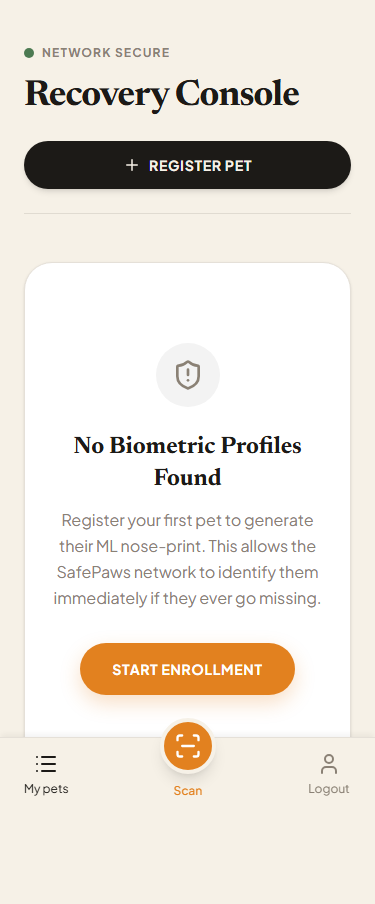 NETWORK SECURE
Recovery Console
REGISTER PET
No Biometric Profiles
Found
Register your first pet to generate
their ML nose-print. This allows the
SafePaws network to identify them
immediately if they ever go missing.
START ENROLLMENT
My pets
Scan
Logout